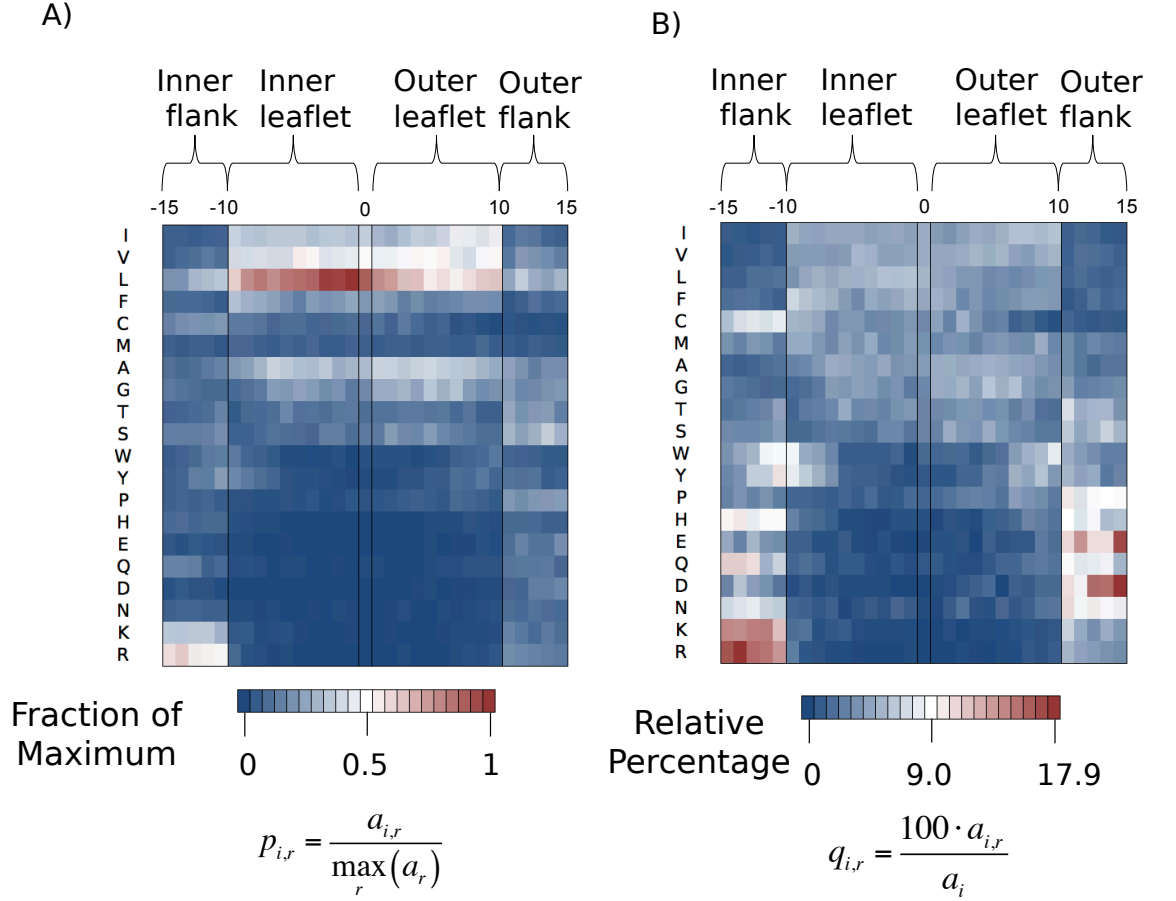 A)
B)
Inner flank
Inner leaflet
Outer leaflet
Outer flank
Inner flank
Inner leaflet
Outer leaflet
Outer flank
-15
-10
0
10
15
-15
-10
0
10
15
I
V
L
F
C
M
A
G
T
S
W
Y
P
H
E
Q
D
N
K
R
I
V
L
F
C
M
A
G
T
S
W
Y
P
H
E
Q
D
N
K
R
Fraction of
Maximum
0
0.5
1
Relative
Percentage
0
9.0
17.9
p_{i,r} = a_{i,r} / max_r (a_r)
q_{i,r} = 100 · a_{i,r} / a_i